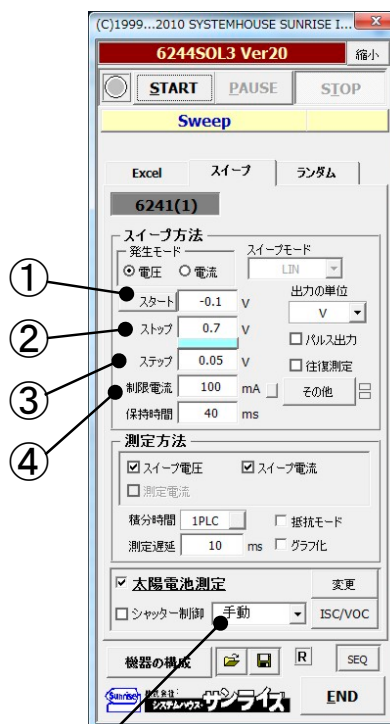 (C)1999...2010 SYSTEMHOUSE SUNRISE I...
6244SOL3 Ver20 縮小
START PAUSE STOP
Sweep
Excel スイープ ランダム
6241(1)
スイープ方法
発生モード スイープモード
電圧 電流 LIN
① スタート -0.1 V 出力の単位
② ストップ 0.7 V V
パルス出力
③ ステップ 0.05 V 往復測定
④ 制限電流 100 mA その他
保持時間 40 ms
測定方法
スイープ電圧 スイープ電流
測定電流
積分時間 1PLC 抵抗モード
測定遅延 10 ms グラフ化
太陽電池測定 変更
シャッター制御 手動 ISC/VOC
機器の構成 R SEQ
Sunrise 株式会社 システムハウス・サンライズ END